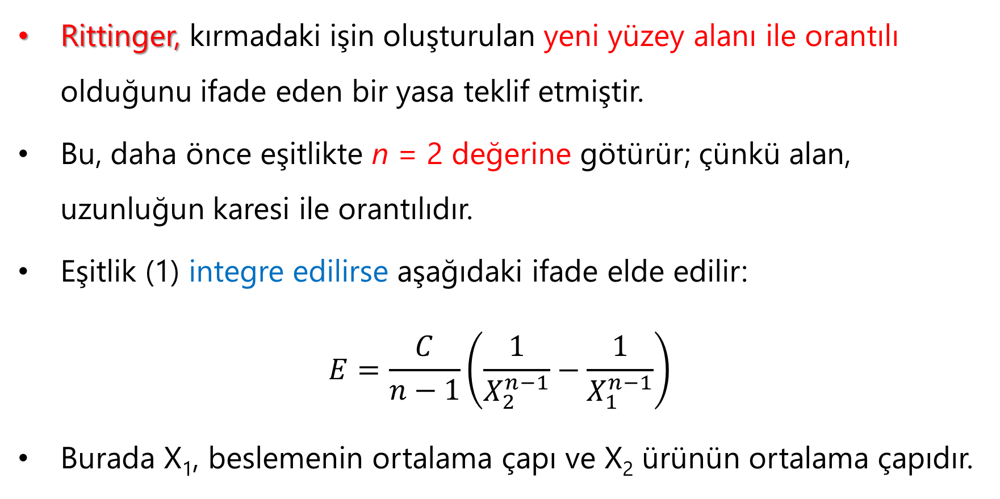 • Rittinger, kırmadaki işin oluşturulan yeni yüzey alanı ile orantılı
olduğunu ifade eden bir yasa teklif etmiştir.
• Bu, daha önce eşitlikte n = 2 değerine götürür; çünkü alan,
uzunluğun karesi ile orantılıdır.
• Eşitlik (1) integre edilirse aşağıdaki ifade elde edilir:
$E = \frac{C}{n-1}\left(\frac{1}{X_2^{n-1}} - \frac{1}{X_1^{n-1}}\right)$
• Burada X₁, beslemenin ortalama çapı ve X₂ ürünün ortalama çapıdır.